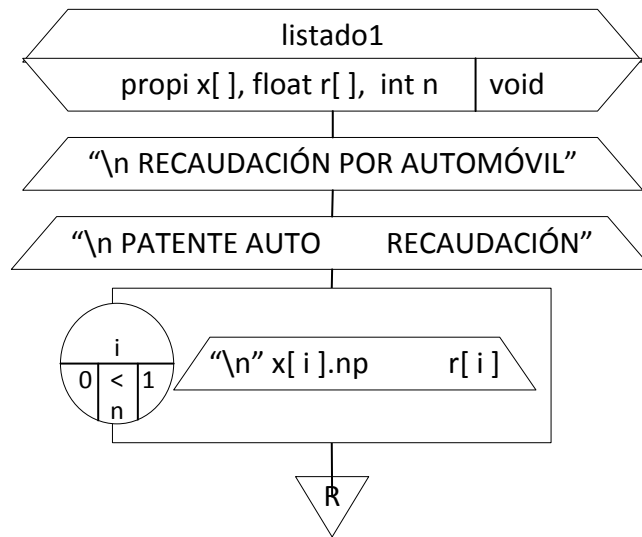 listado1
propi x[ ], float r[ ], int n void
“\n RECAUDACIÓN POR AUTOMÓVIL”
“\n PATENTE AUTO RECAUDACIÓN”
i
0 < 1
n
“\n” x[ i ].np r[ i ]
R